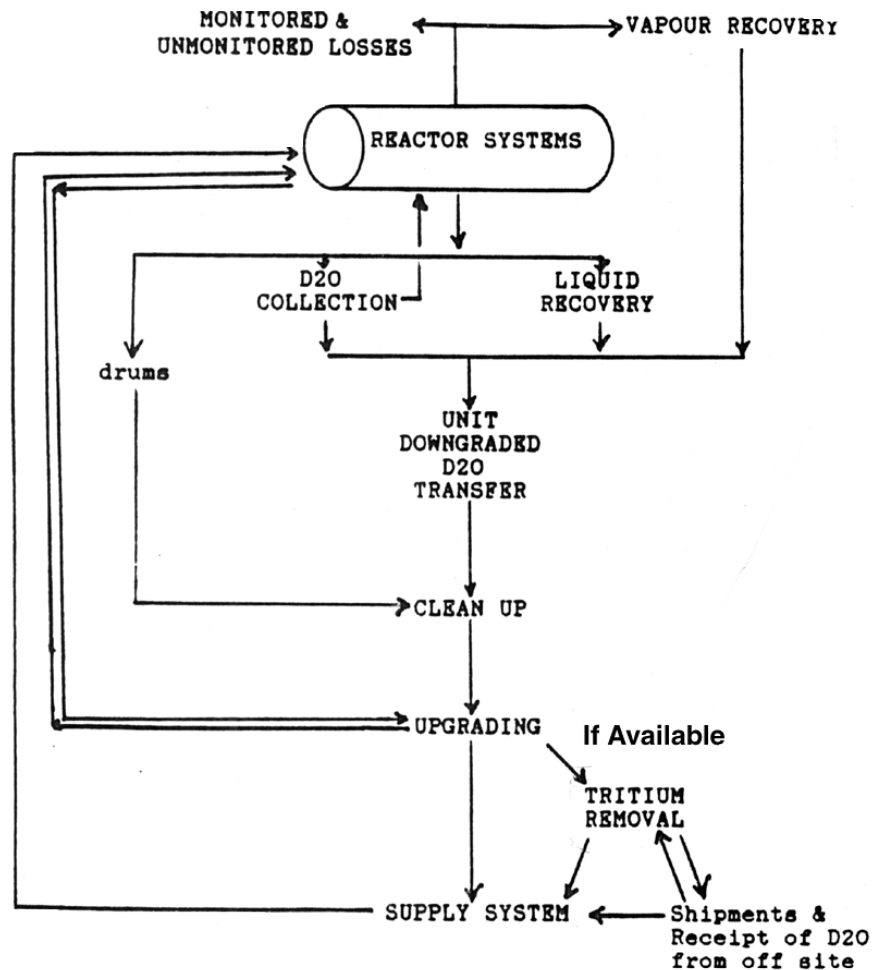 MONITORED &
UNMONITORED LOSSES
VAPOUR RECOVERY
REACTOR SYSTEMS
D2O
COLLECTION
LIQUID
RECOVERY
drums
UNIT
DOWNGRADED
D2O
TRANSFER
CLEAN UP
UPGRADING
If Available
TRITIUM
REMOVAL
SUPPLY SYSTEM
Shipments &
Receipt of D2O
from off site